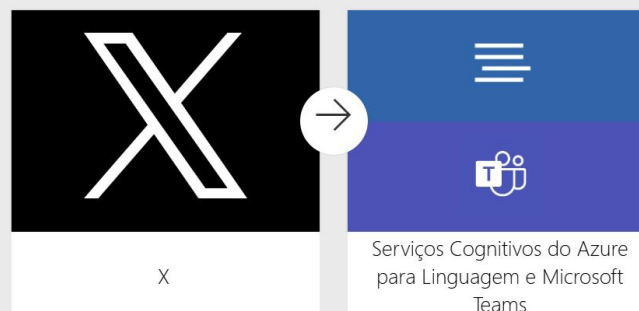 X
T
X
Serviços Cognitivos do Azure
para Linguagem e Microsoft
Teams